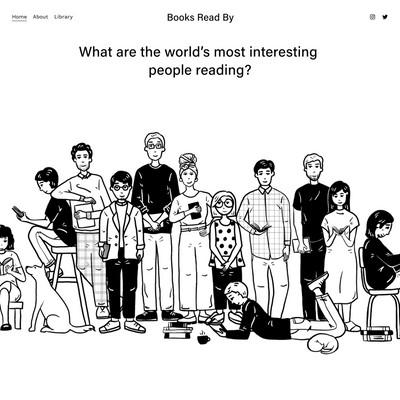 Home About Library
Books Read By
What are the world's most interesting
people reading?